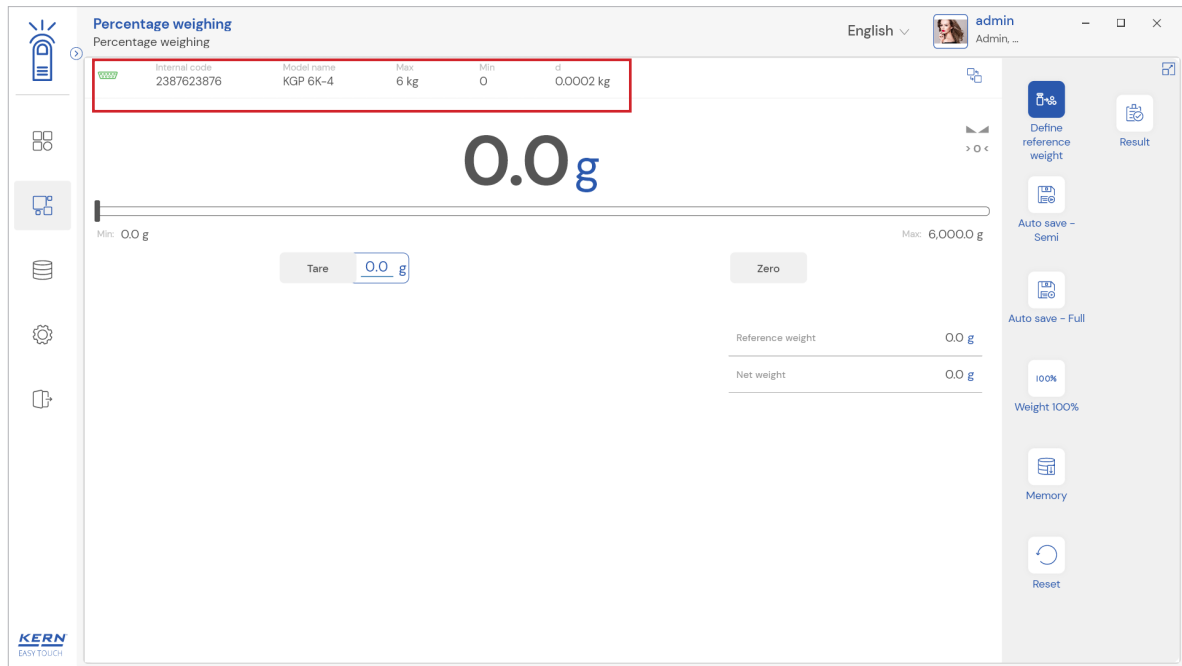 Percentage weighing
Percentage weighing
English
admin
Admin, ...
Internal code
2387623876
Model name
KGP 6K-4
Max
6 kg
Min
0
d
0.0002 kg
0.0 g
>0<
Min: 0.0 g
Max: 6,000.0 g
Tare
0.0 g
Zero
Reference weight 0.0 g
Net weight 0.0 g
Define
reference
weight
Result
Auto save -
Semi
Auto save - Full
100%
Weight 100%
Memory
Reset
KERN
EASY TOUCH